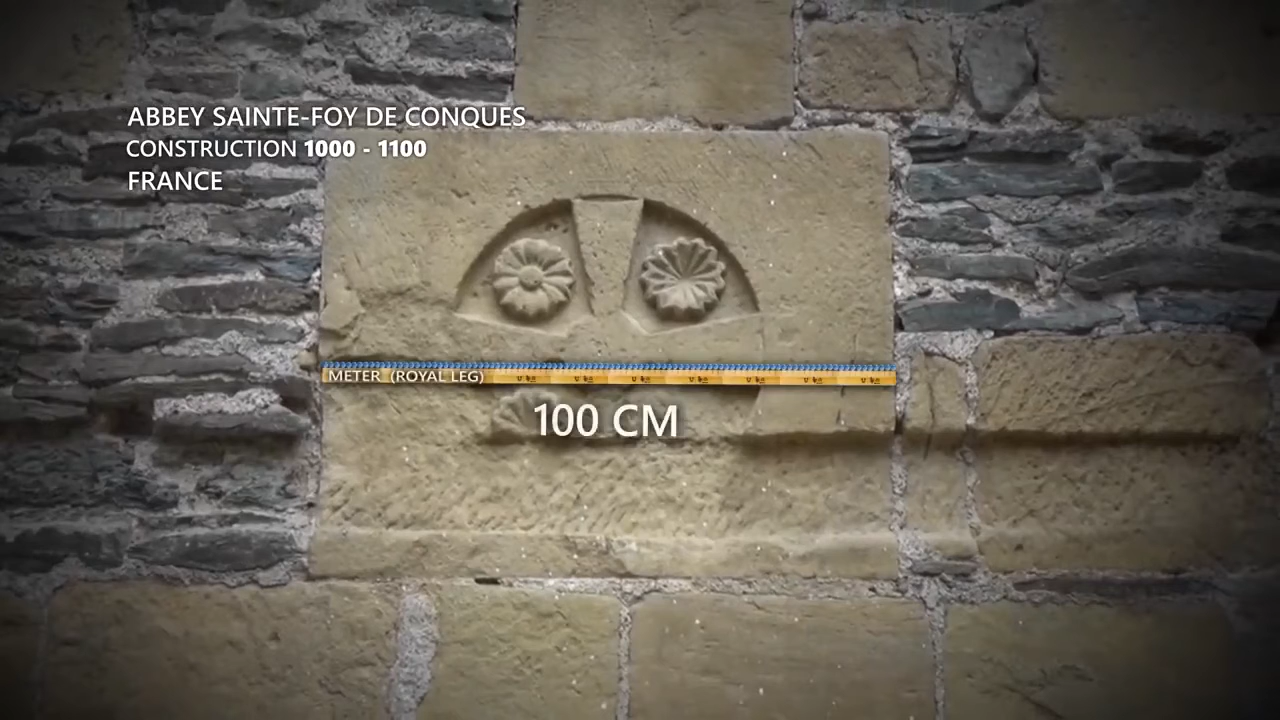 ABBEY SAINTE-FOY DE CONQUES
CONSTRUCTION 1000 - 1100
FRANCE
METER (ROYAL LEG)
100 CM